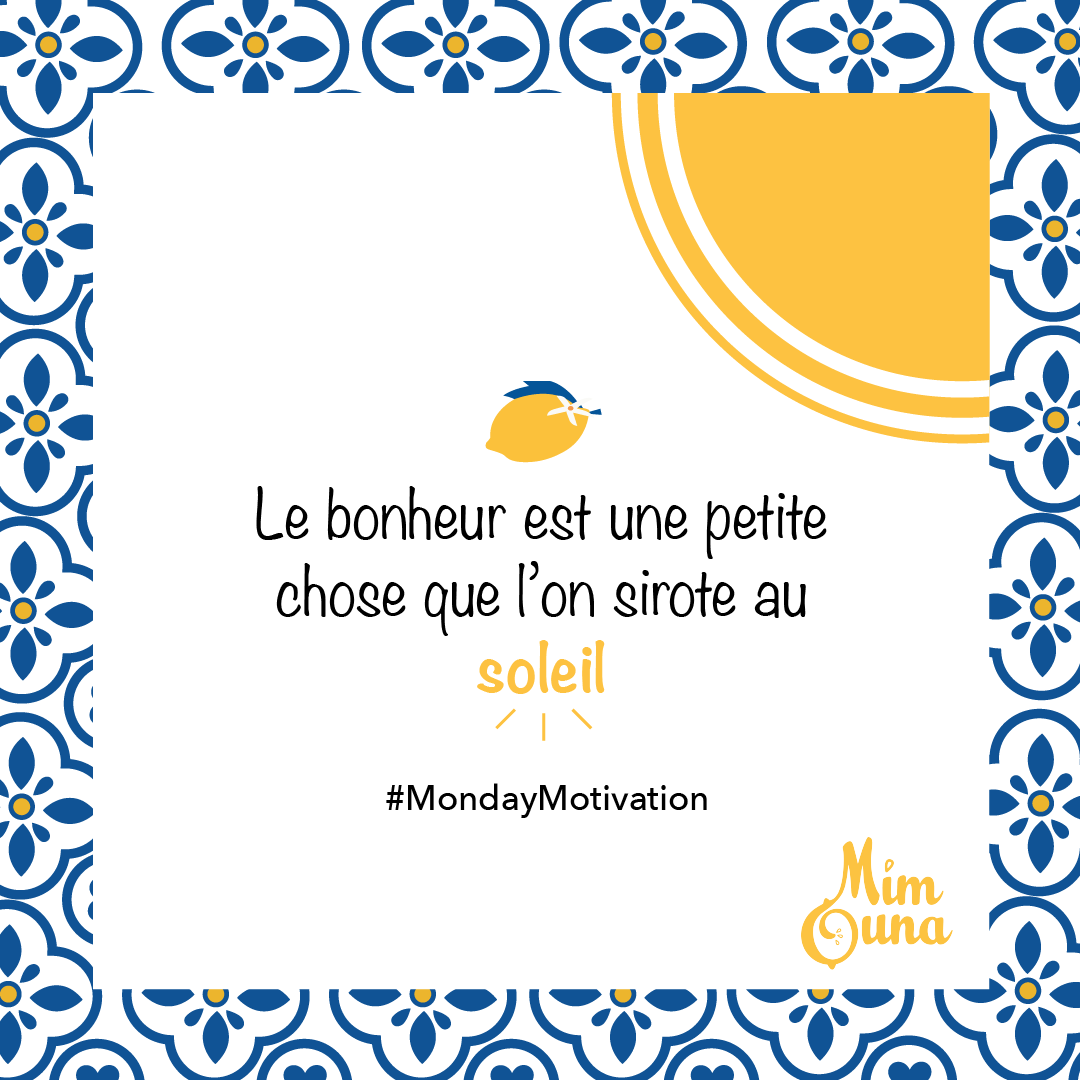 Le bonheur est une petite
chose que l’on sirote au
soleil
#MondayMotivation
Mim
Ouna